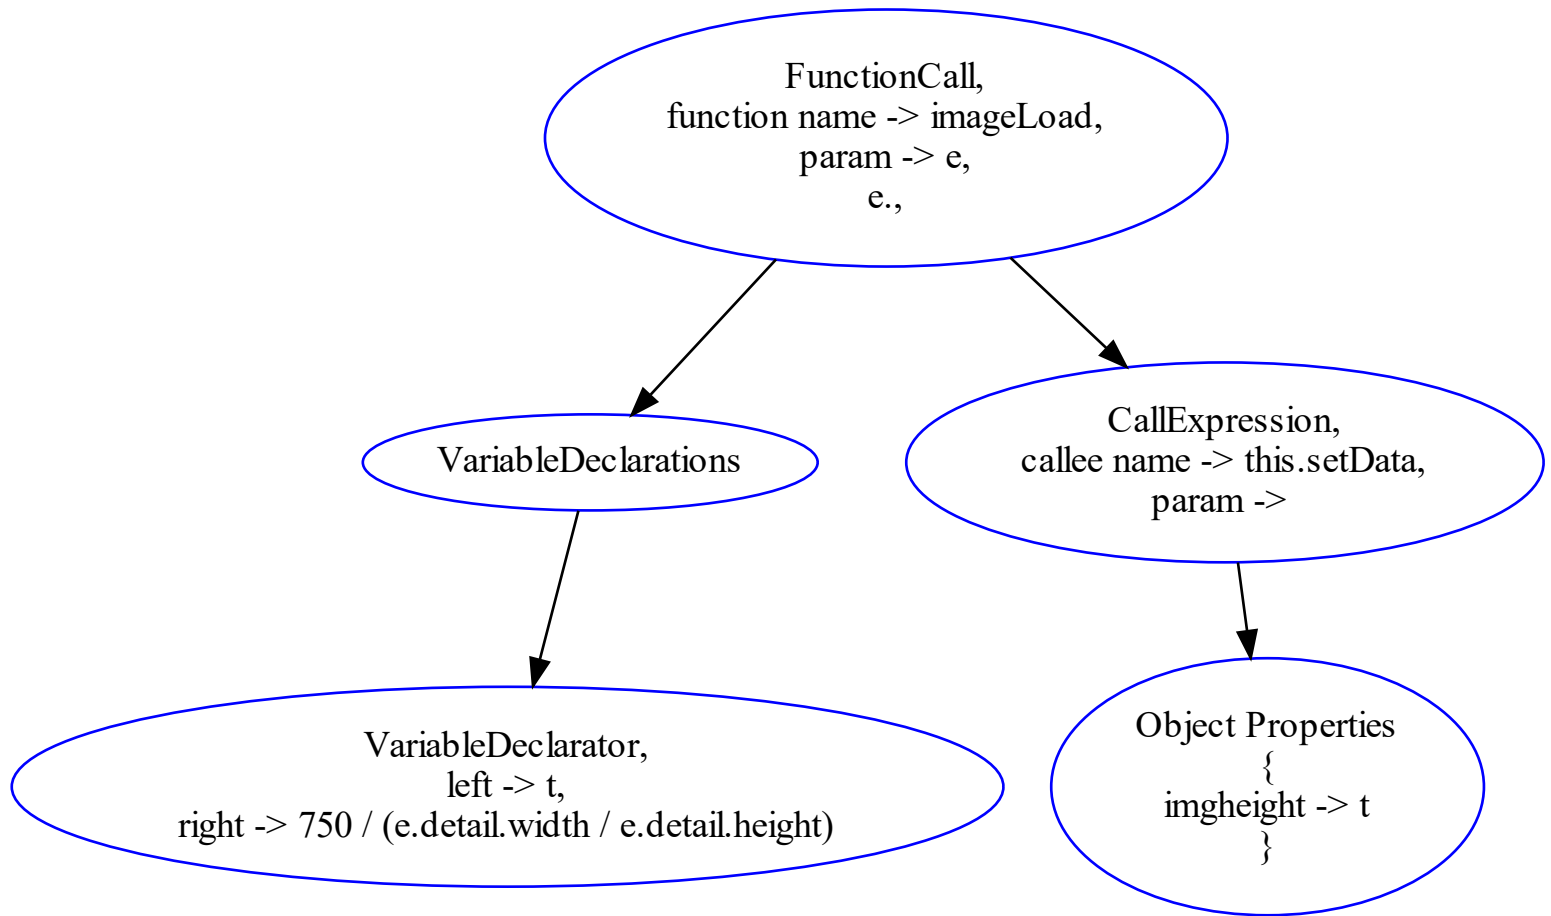 FunctionCall,
function name -> imageLoad,
param -> e,
e.,
VariableDeclarations
CallExpression,
callee name -> this.setData,
param ->
VariableDeclarator,
left -> t,
right -> 750 / (e.detail.width / e.detail.height)
Object Properties
{
imgheight -> t
}